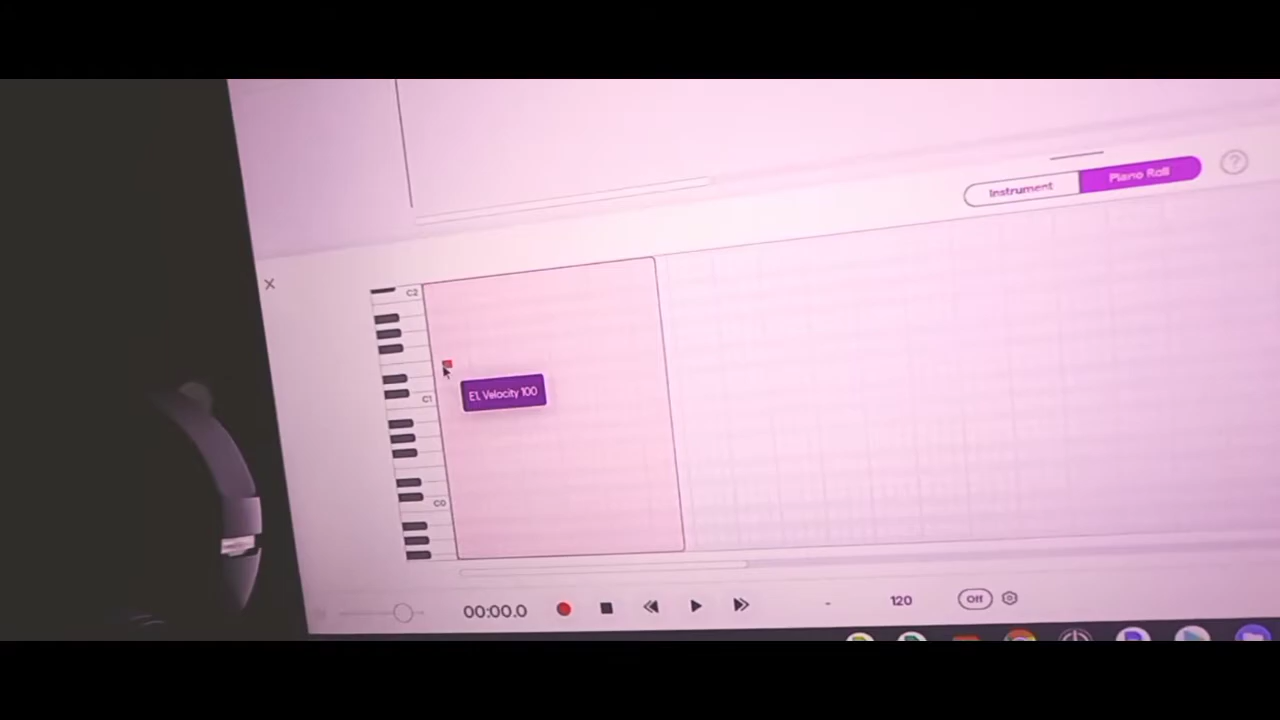 Instrument
Piano Roll
?
C2
E1, Velocity 100
C1
C0
00:00.0
-
120
Off